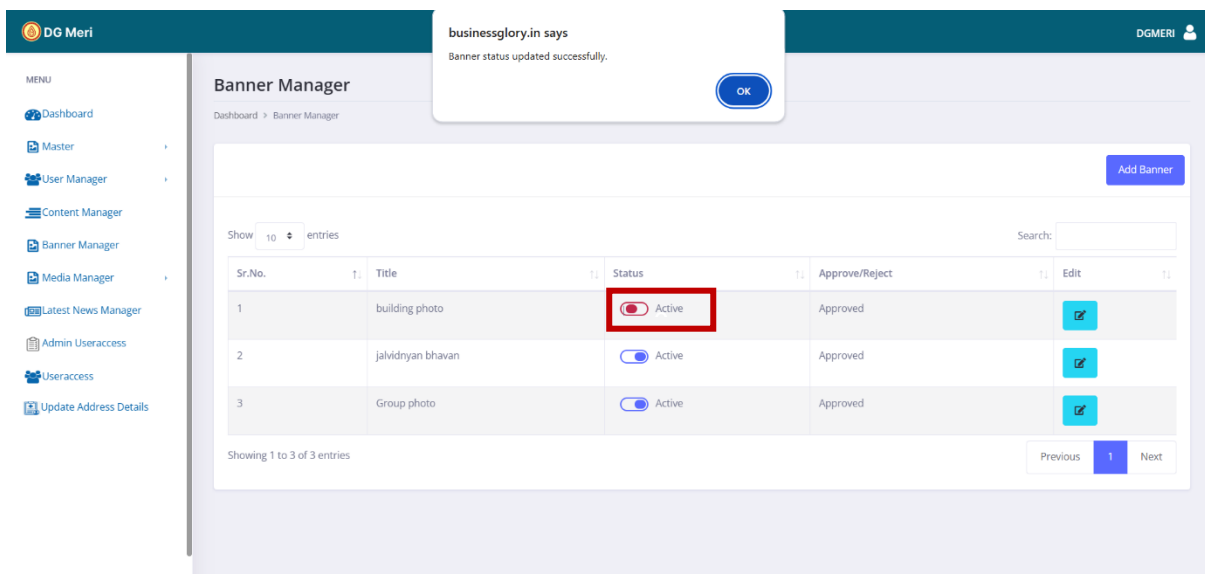 DG Meri
businessglory.in says
Banner status updated successfully.
OK
DGMERI
MENU
Dashboard
Master
User Manager
Content Manager
Banner Manager
Media Manager
Latest News Manager
Admin Useraccess
Useraccess
Update Address Details
Banner Manager
Dashboard > Banner Manager
Add Banner
Show 10 entries
Search:
Sr.No. Title Status Approve/Reject Edit
1 building photo Active Approved
2 jalvidnyan bhavan Active Approved
3 Group photo Active Approved
Showing 1 to 3 of 3 entries
Previous 1 Next